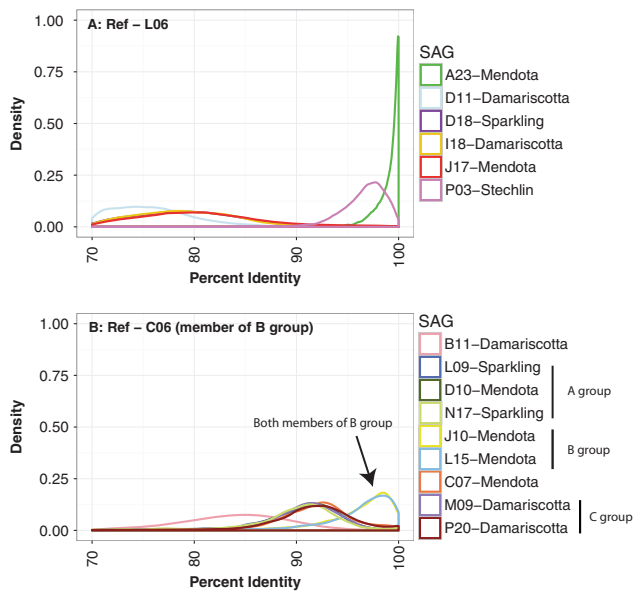 A: Ref – L06
1.00
0.75
0.50
0.25
0.00
Density
70
80
90
100
Percent Identity
SAG
A23–Mendota
D11–Damariscotta
D18–Sparkling
I18–Damariscotta
J17–Mendota
P03–Stechlin
B: Ref – C06 (member of B group)
1.00
0.75
0.50
0.25
0.00
Density
Both members of B group
70
80
90
100
Percent Identity
SAG
B11–Damariscotta
L09–Sparkling
D10–Mendota
N17–Sparkling
J10–Mendota
L15–Mendota
C07–Mendota
M09–Damariscotta
P20–Damariscotta
A group
B group
C group